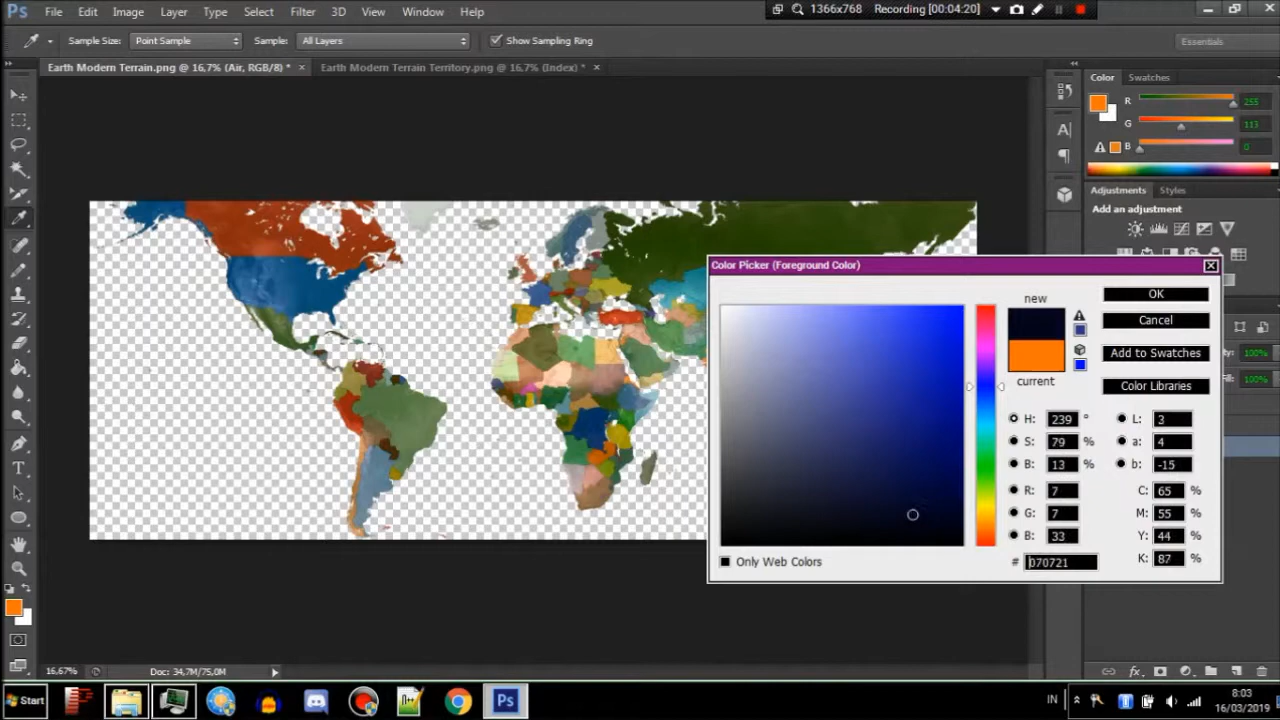 Ps File Edit Image Layer Type Select Filter 3D View Window Help
1366x768 Recording [00:04:20]
Sample Size: Point Sample Sample: All Layers Show Sampling Ring Essentials
Earth Modern Terrain.png @ 16,7% (Air, RGB/8) * × Earth Modern Terrain Territory.png @ 16,7% (Index) * ×
Color Swatches
R 255
G 113
B 0
Adjustments Styles
Add an adjustment
Color Picker (Foreground Color)
new
current
OK
Cancel
Add to Swatches
Color Libraries
H: 239 ° L: 3
S: 79 % a: 4
B: 13 % b: -15
R: 7 C: 65 %
G: 7 M: 55 %
B: 33 Y: 44 %
# 070721 K: 87 %
Only Web Colors
100%
100%
16,67% Doc: 34,7M/75,0M
Start Ps IN 8:03
16/03/2019